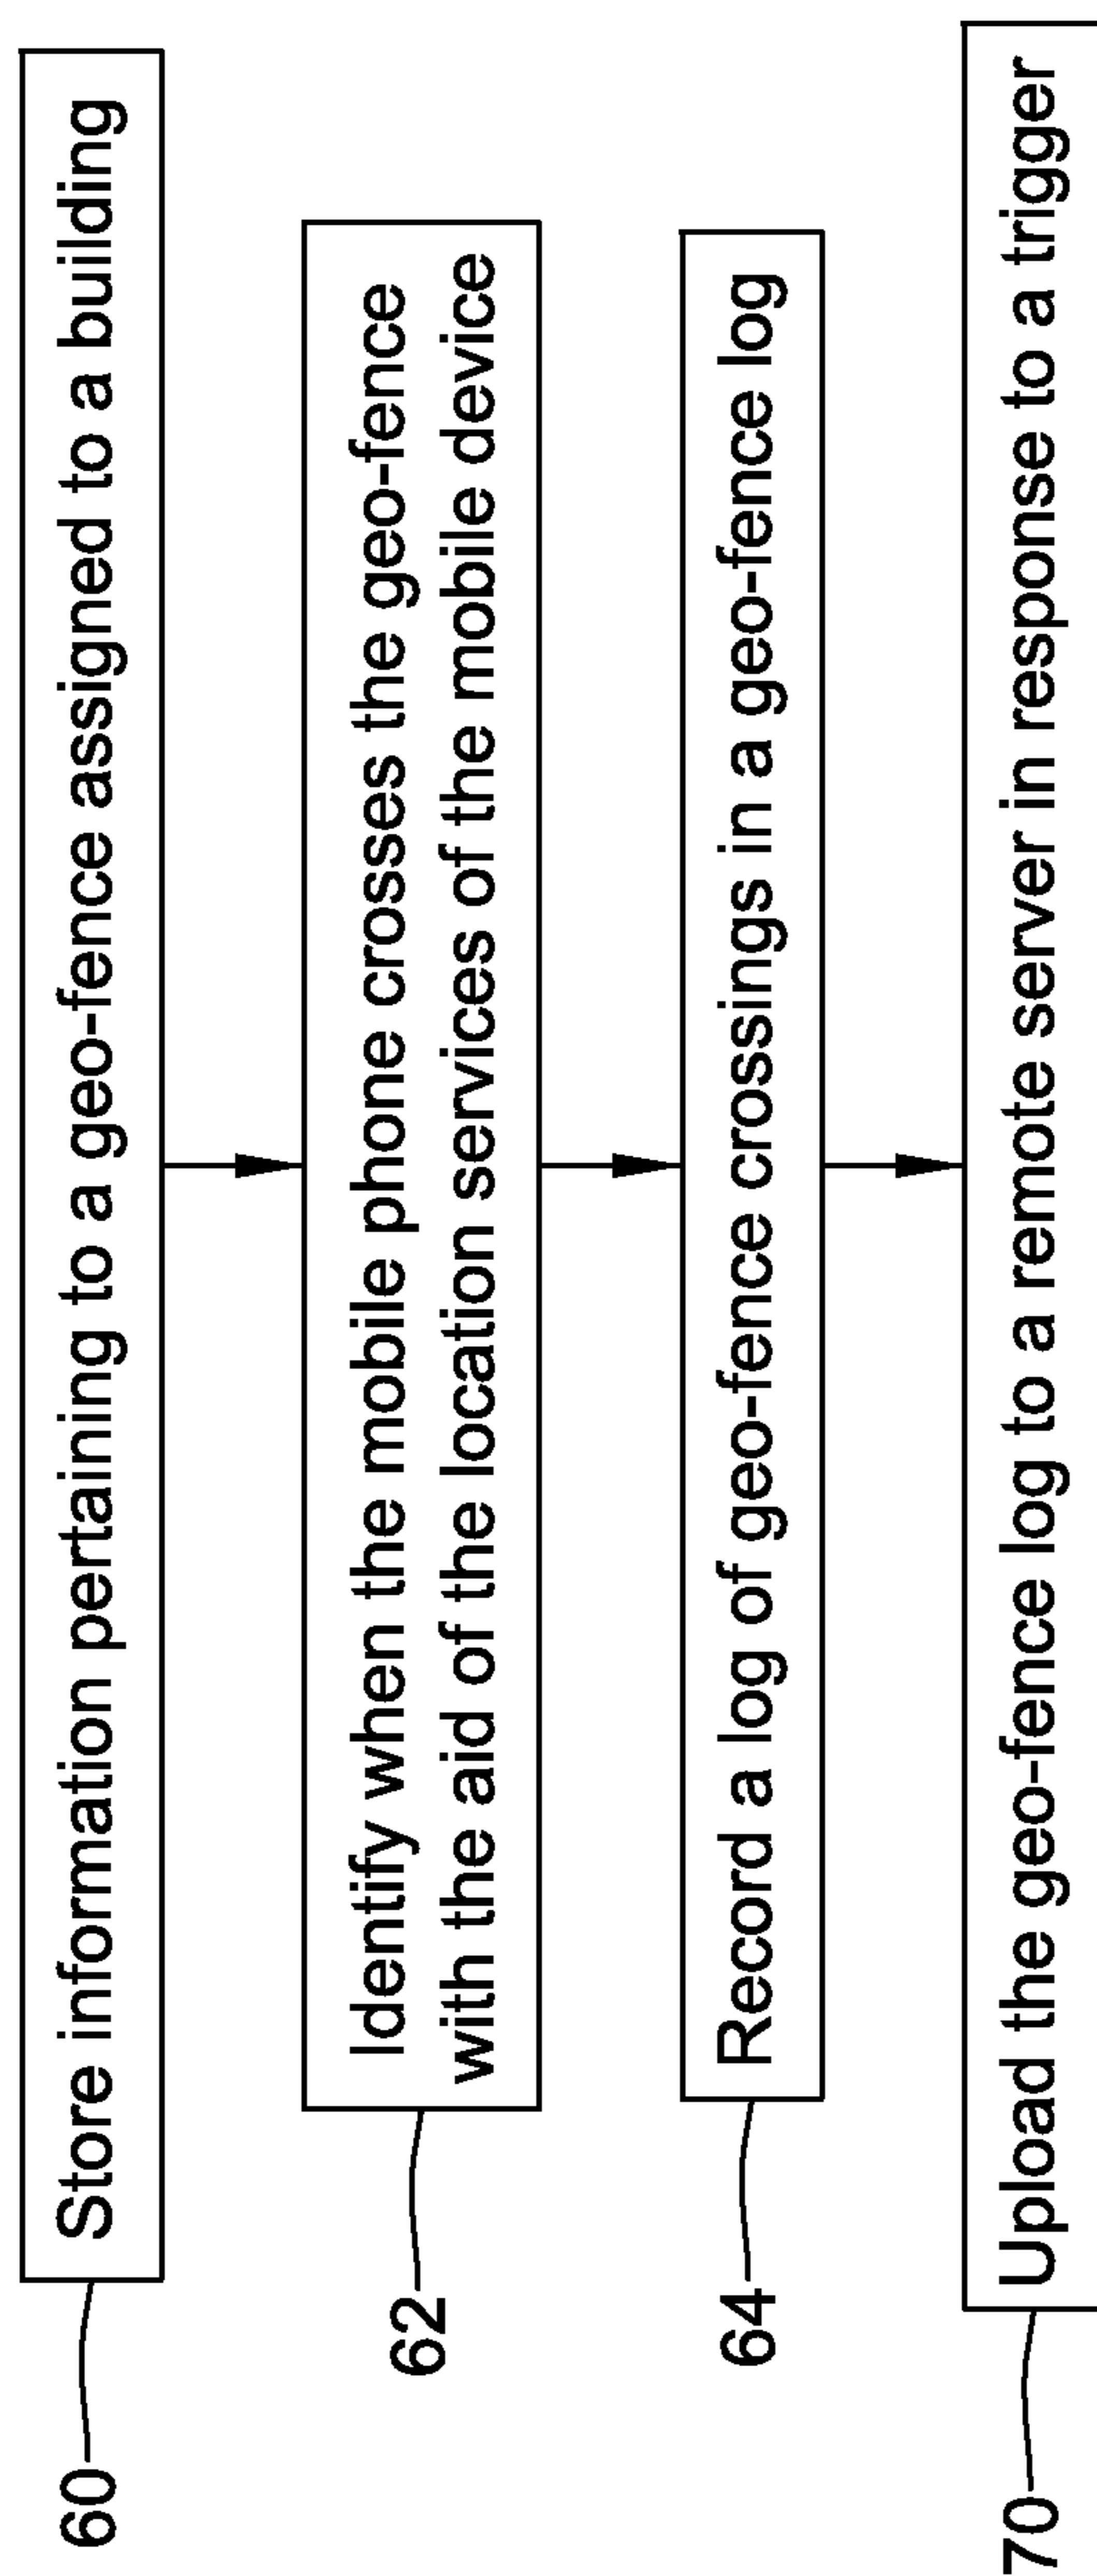 60
Store information pertaining to a geo-fence assigned to a building
62
Identify when the mobile phone crosses the geo-fence
with the aid of the location services of the mobile device
64
Record a log of geo-fence crossings in a geo-fence log
70
Upload the geo-fence log to a remote server in response to a trigger